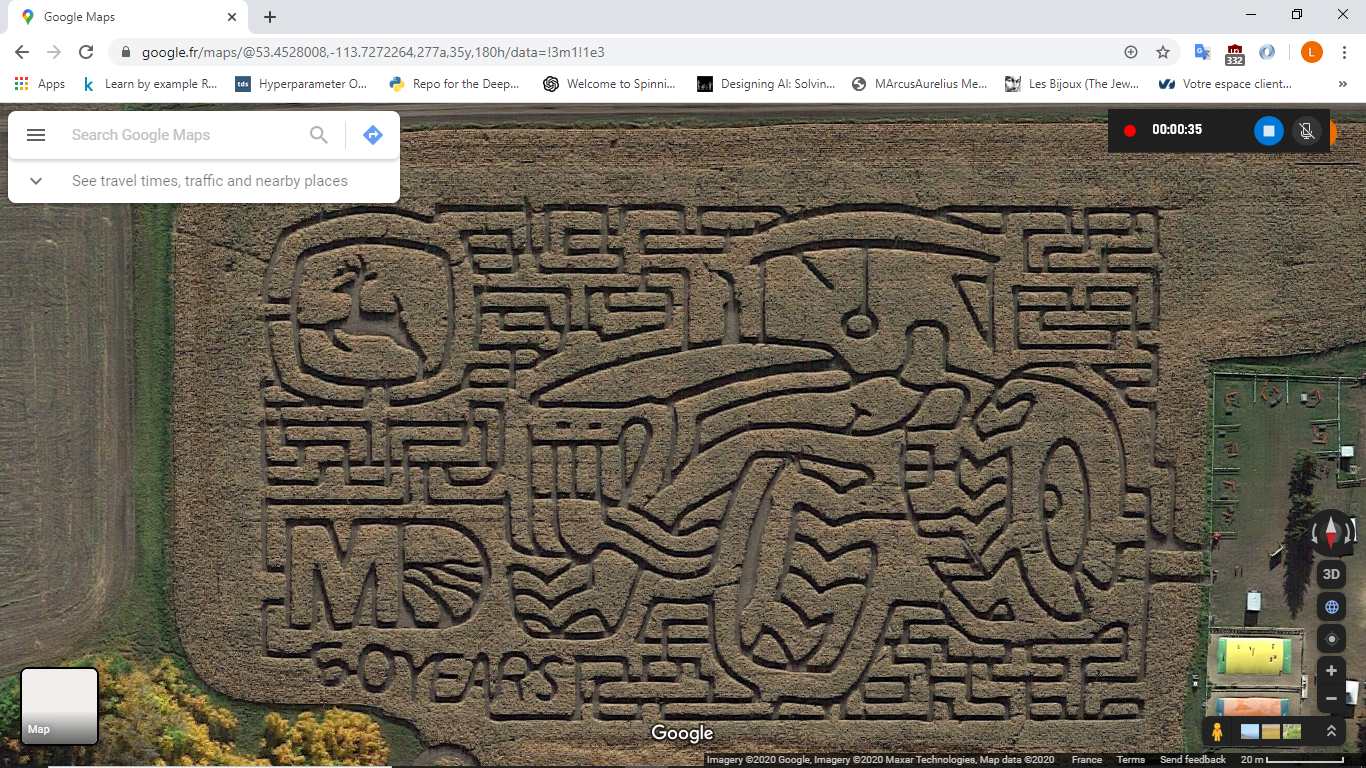 Google Maps
google.fr/maps/@53.4528008,-113.7272264,277a,35y,180h/data=!3m1!1e3
332
L
Apps
k
Learn by example R...
tds
Hyperparameter O...
Repo for the Deep...
Welcome to Spinni...
Designing AI: Solvin...
MArcusAurelius Me...
Les Bijoux (The Jew...
Votre espace client...
»
Search Google Maps
See travel times, traffic and nearby places
00:00:35
MD
50YEARS
3D
Map
Google
Imagery ©2020 Google, Imagery ©2020 Maxar Technologies, Map data ©2020
France
Terms
Send feedback
20 m